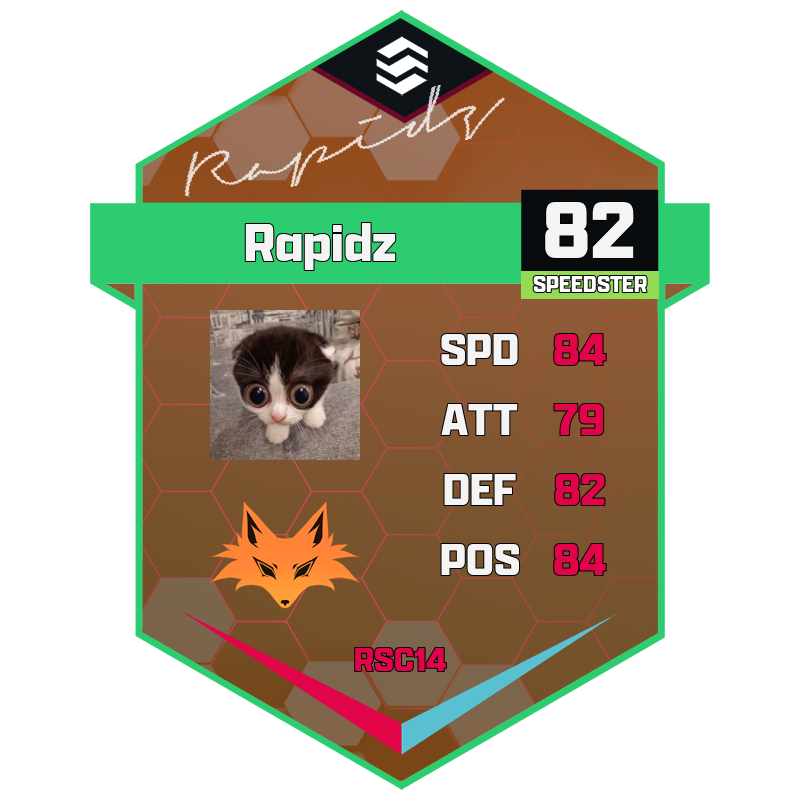 Rapidz
Rapidz
82
SPEEDSTER
SPD 84
ATT 79
DEF 82
POS 84
RSC14